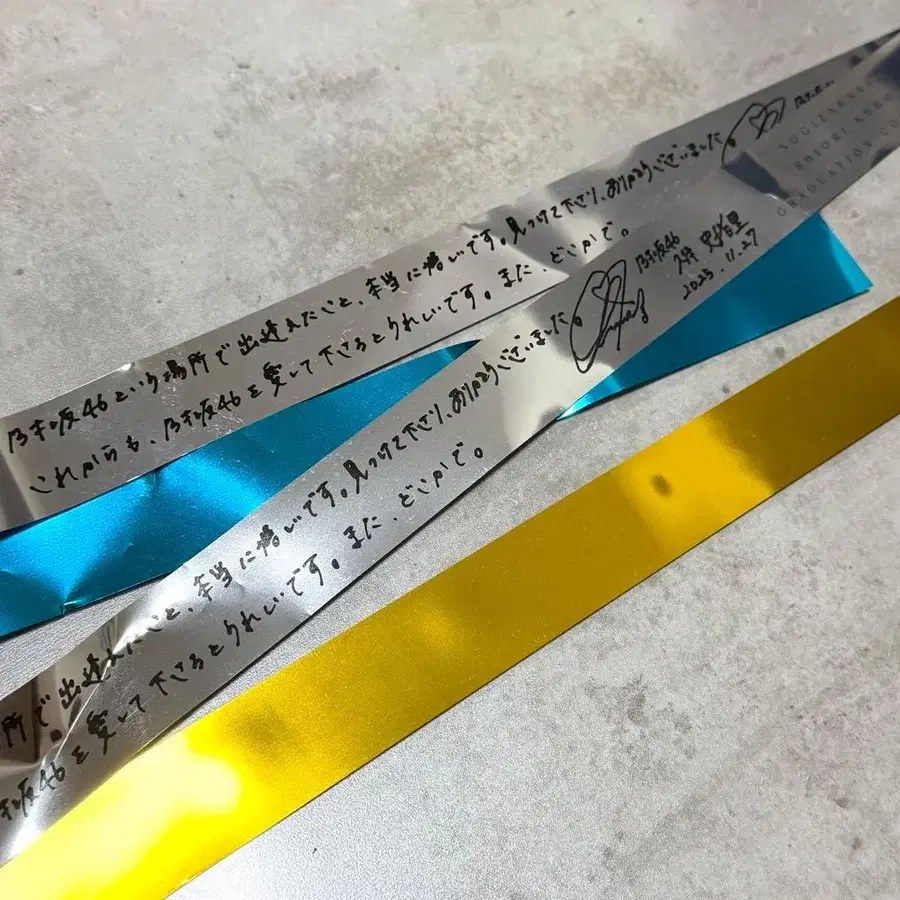 乃木坂46という場所で出逢えたこと、本当に幸いです。見つけて下さり、ありがとうございました
これからも、乃木坂46を愛して下さるとうれしいです。また、どこかで。
NOGIZAKA46
SHIORI KUBO
GRADUATION CO
所で出逢えたこと、本当に幸いです。見つけて下さり、ありがとうございました
木坂46を愛して下さるとうれしいです。また、どこかで。
乃木坂46
久保 史緒里
2025.11.27